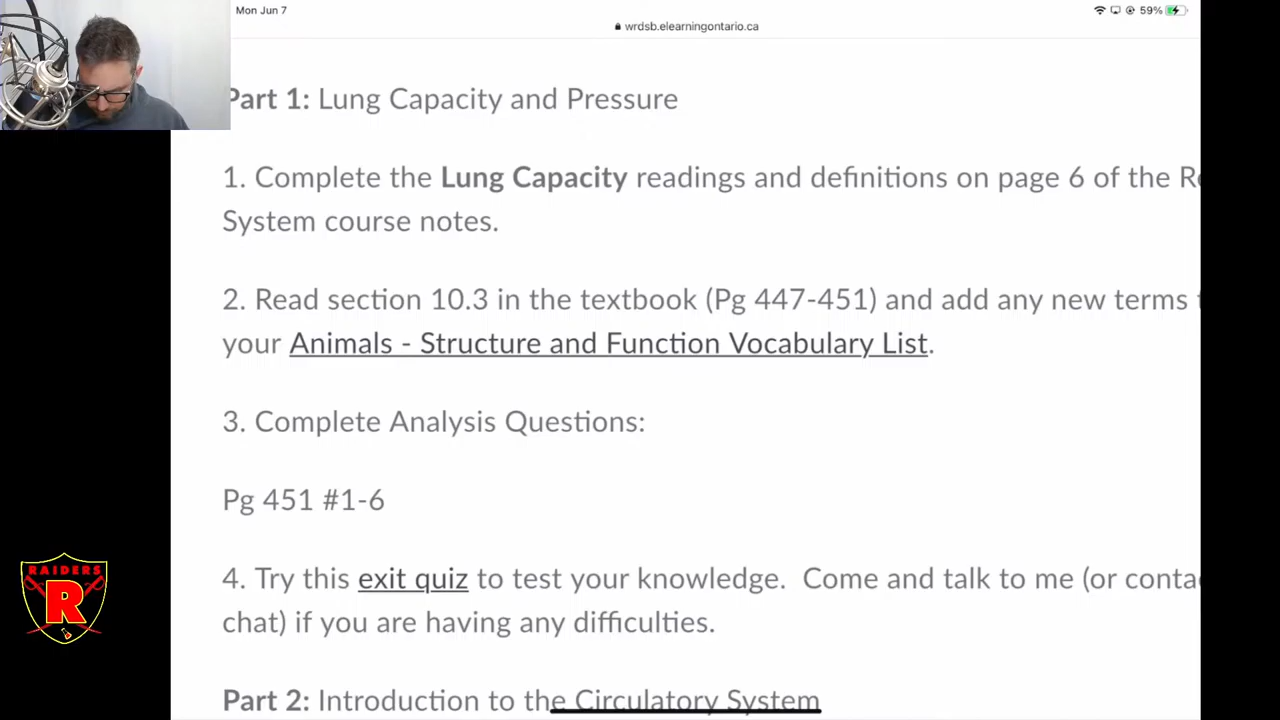 Mon Jun 7
59%
wrdsb.elearningontario.ca
Part 1: Lung Capacity and Pressure
1. Complete the Lung Capacity readings and definitions on page 6 of the
System course notes.
2. Read section 10.3 in the textbook (Pg 447-451) and add any new terms
your Animals - Structure and Function Vocabulary List.
3. Complete Analysis Questions:
Pg 451 #1-6
4. Try this exit quiz to test your knowledge. Come and talk to me (or
chat) if you are having any difficulties.
Part 2: Introduction to the Circulatory System
RAIDERS
R